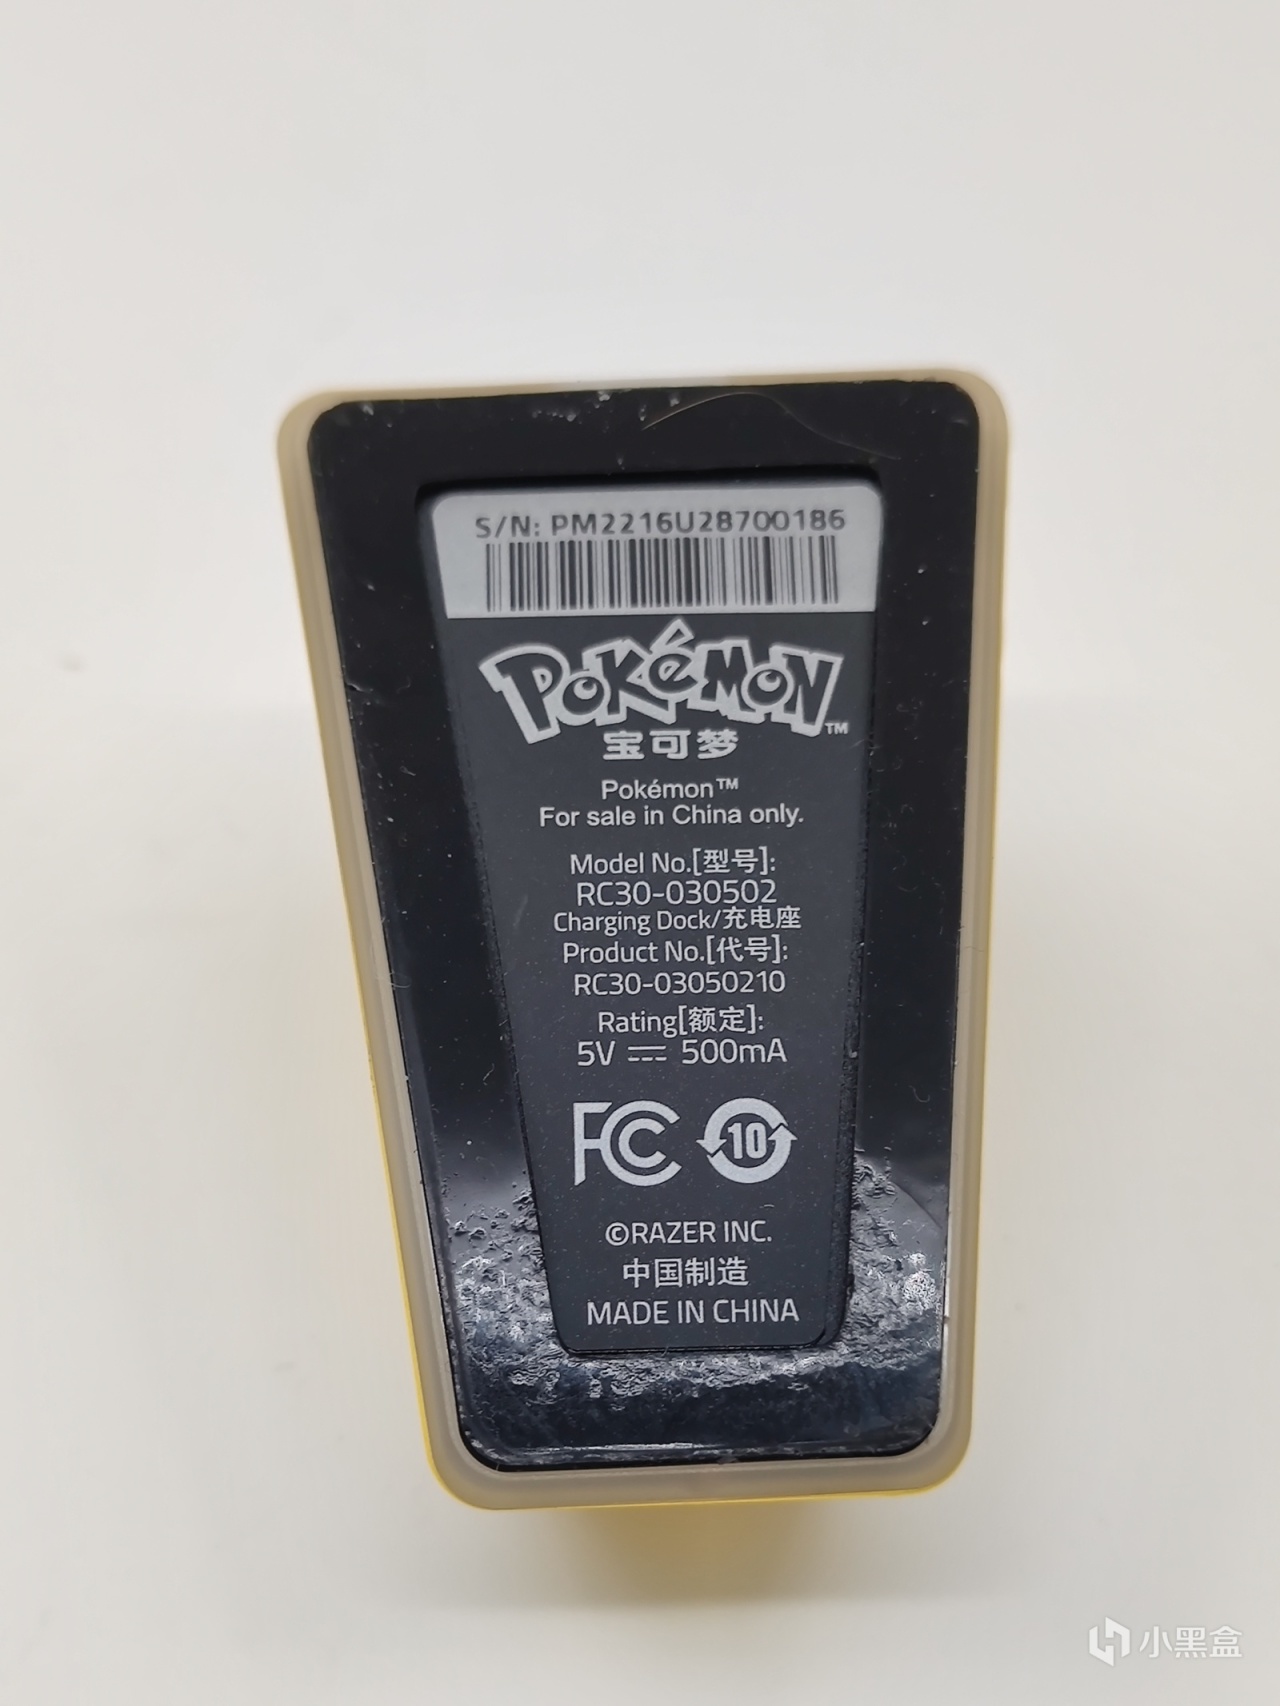 S/N: PM2216U28700186
POKéMON™
宝可梦
Pokémon™
For sale in China only.
Model No.[型号]:
RC30-030502
Charging Dock/充电座
Product No.[代号]:
RC30-03050210
Rating[额定]:
5V ⎓ 500mA
FC 10
©RAZER INC.
中国制造
MADE IN CHINA
小黑盒